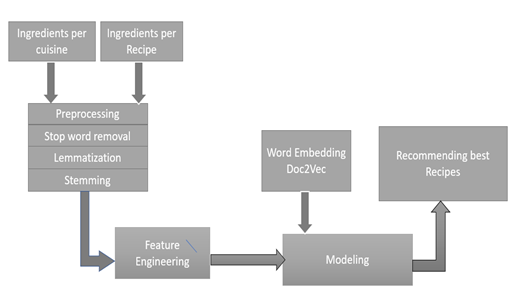 Ingredients per
cuisine
Ingredients per
Recipe
Preprocessing
Stop word removal
Lemmatization
Stemming
Word Embedding
Doc2Vec
Recommending best
Recipes
Feature
Engineering
Modeling